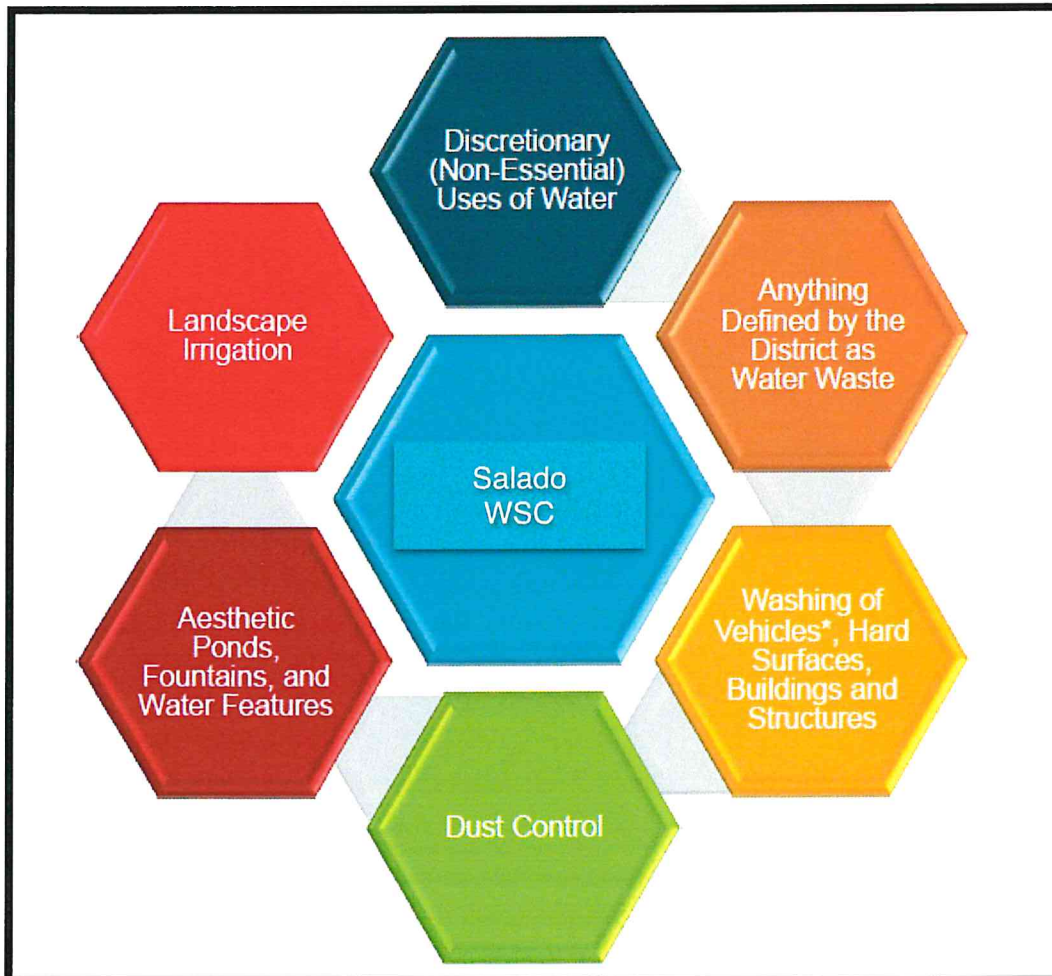 Discretionary
(Non-Essential)
Uses of Water
Anything
Defined by the
District as
Water Waste
Washing of
Vehicles*, Hard
Surfaces,
Buildings and
Structures
Dust Control
Aesthetic
Ponds,
Fountains, and
Water Features
Landscape
Irrigation
Salado
WSC